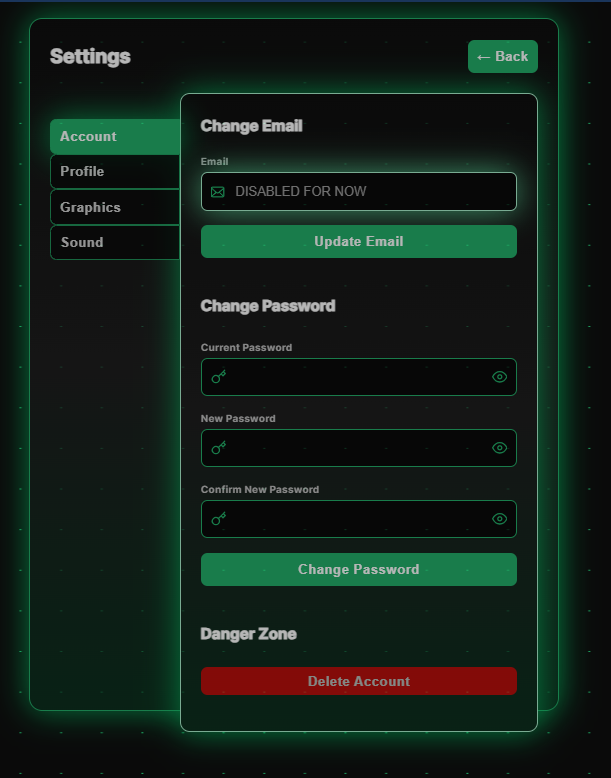 Settings
← Back
Account
Profile
Graphics
Sound
Change Email
Email
DISABLED FOR NOW
Update Email
Change Password
Current Password
New Password
Confirm New Password
Change Password
Danger Zone
Delete Account